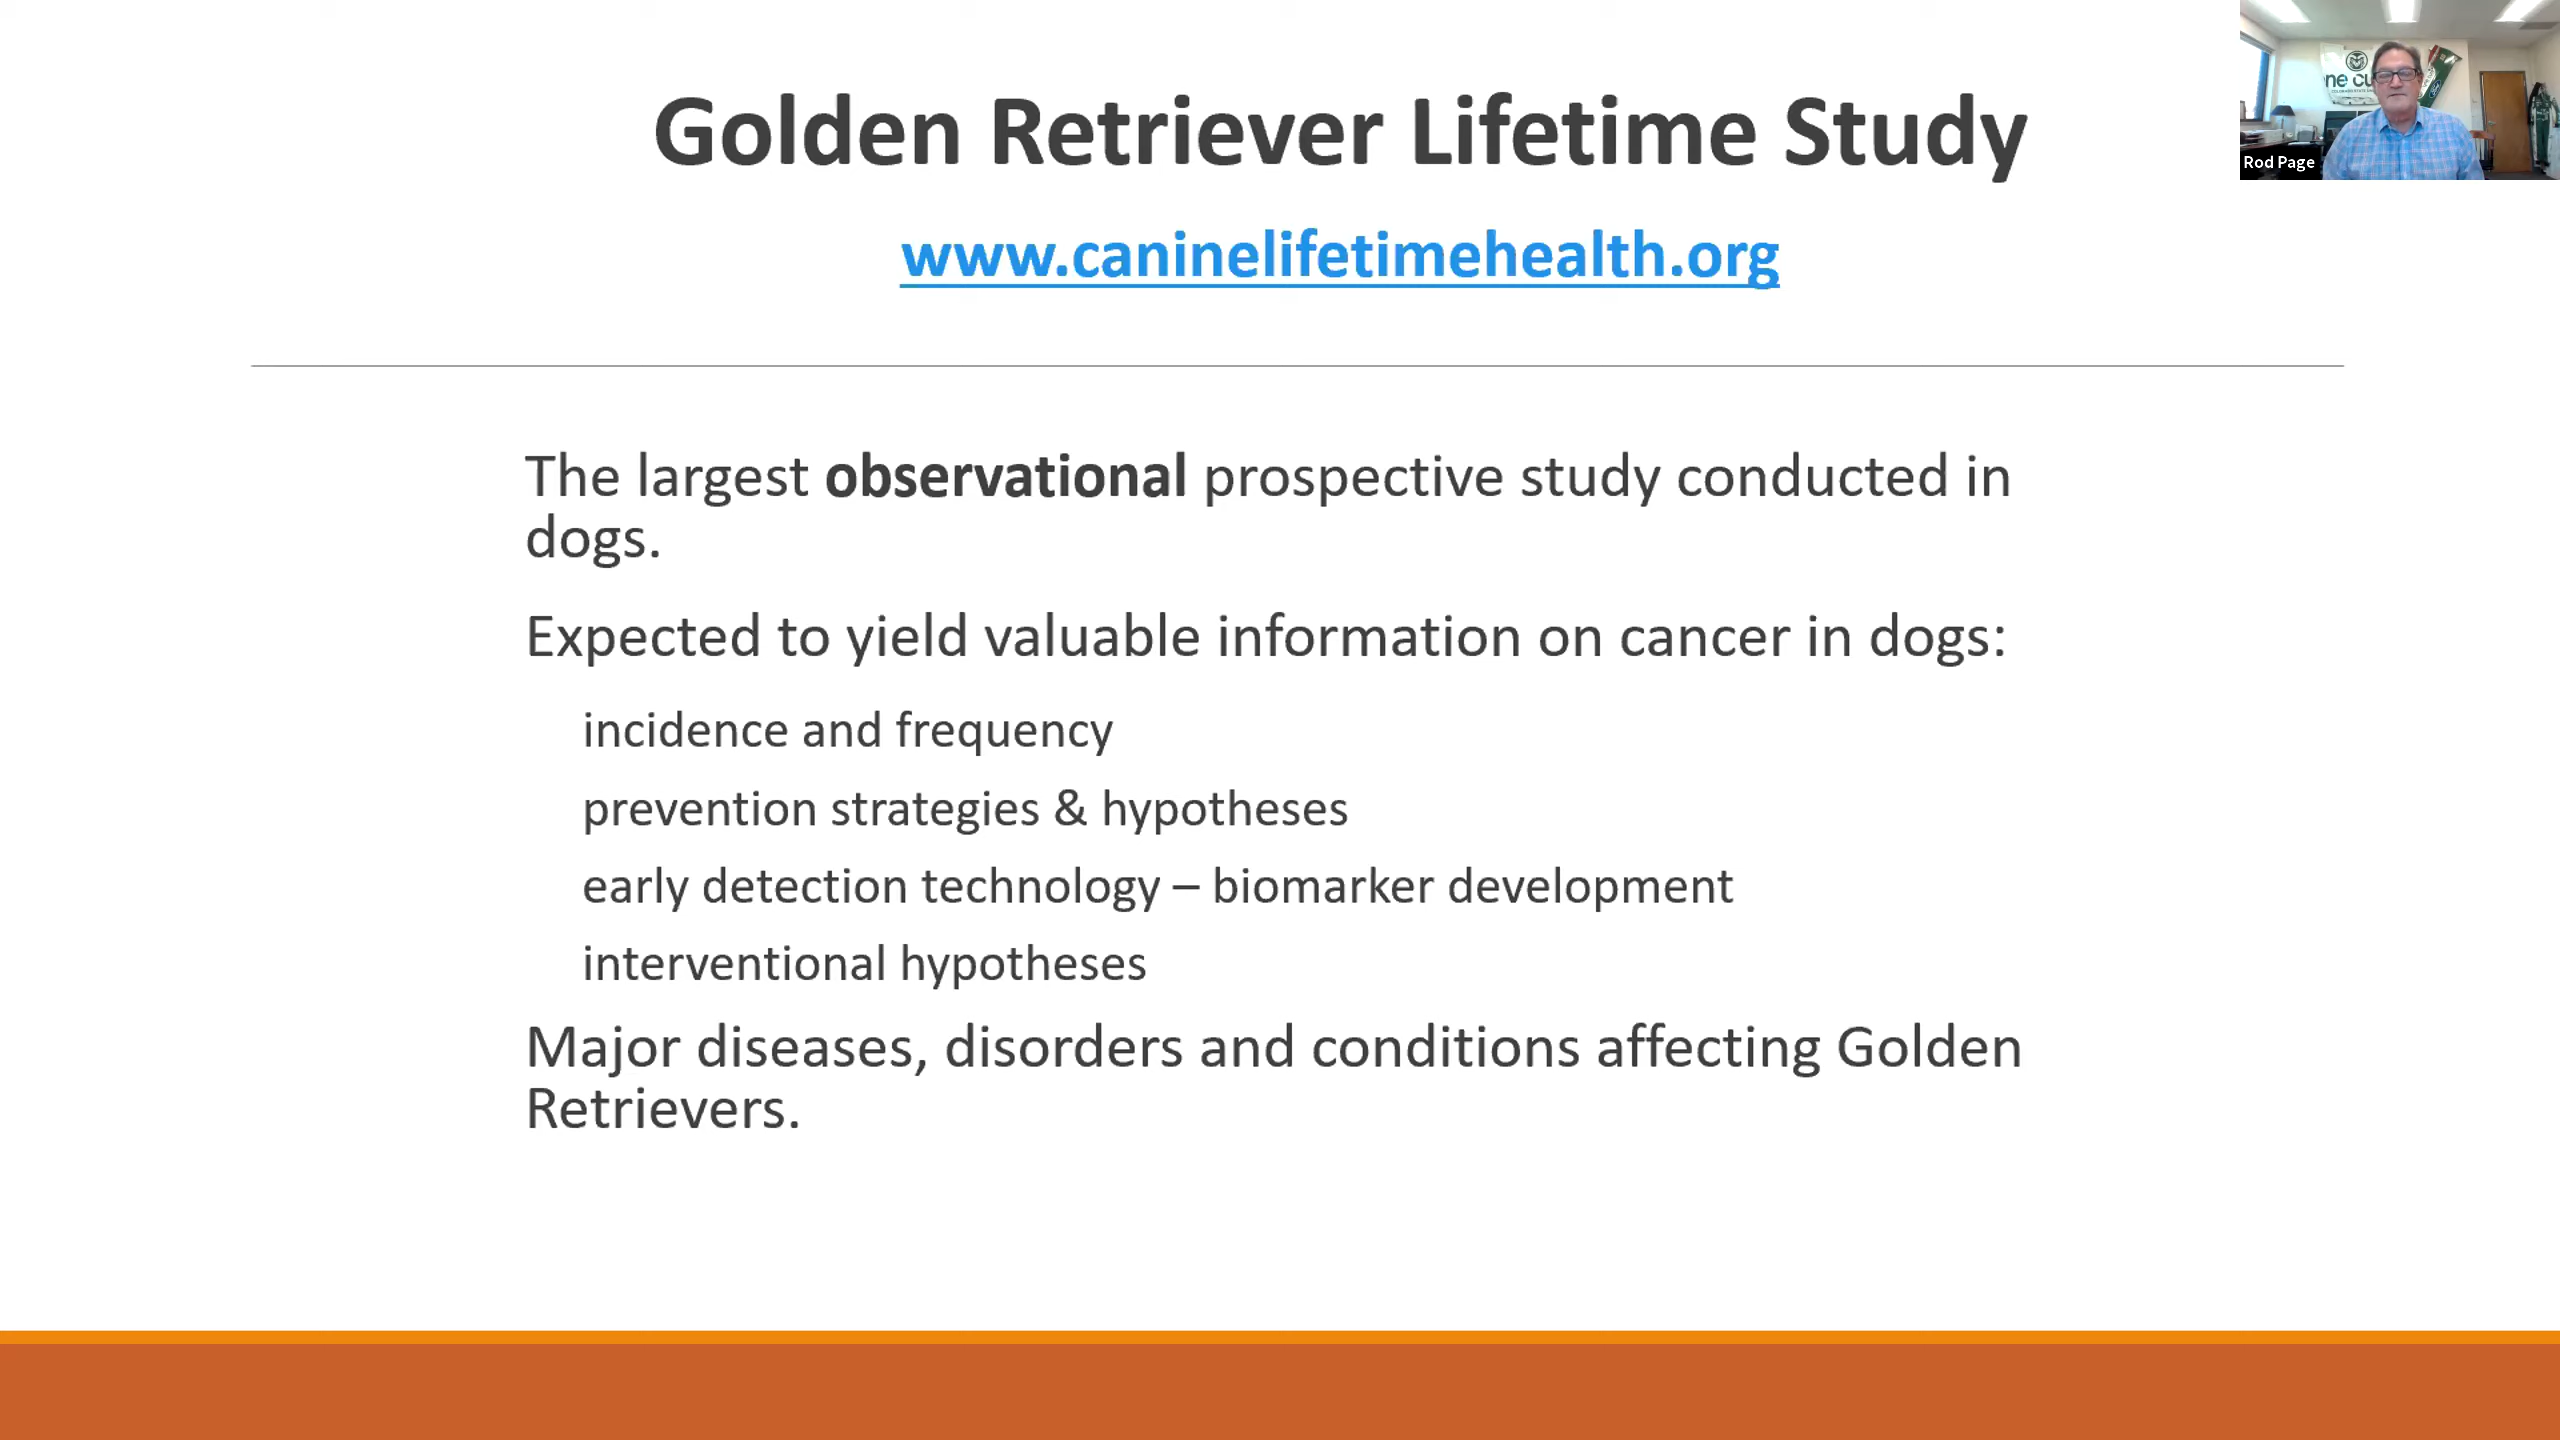 Golden Retriever Lifetime Study
www.caninelifetimehealth.org
The largest observational prospective study conducted in
dogs.
Expected to yield valuable information on cancer in dogs:
incidence and frequency
prevention strategies & hypotheses
early detection technology – biomarker development
interventional hypotheses
Major diseases, disorders and conditions affecting Golden
Retrievers.
Rod Page